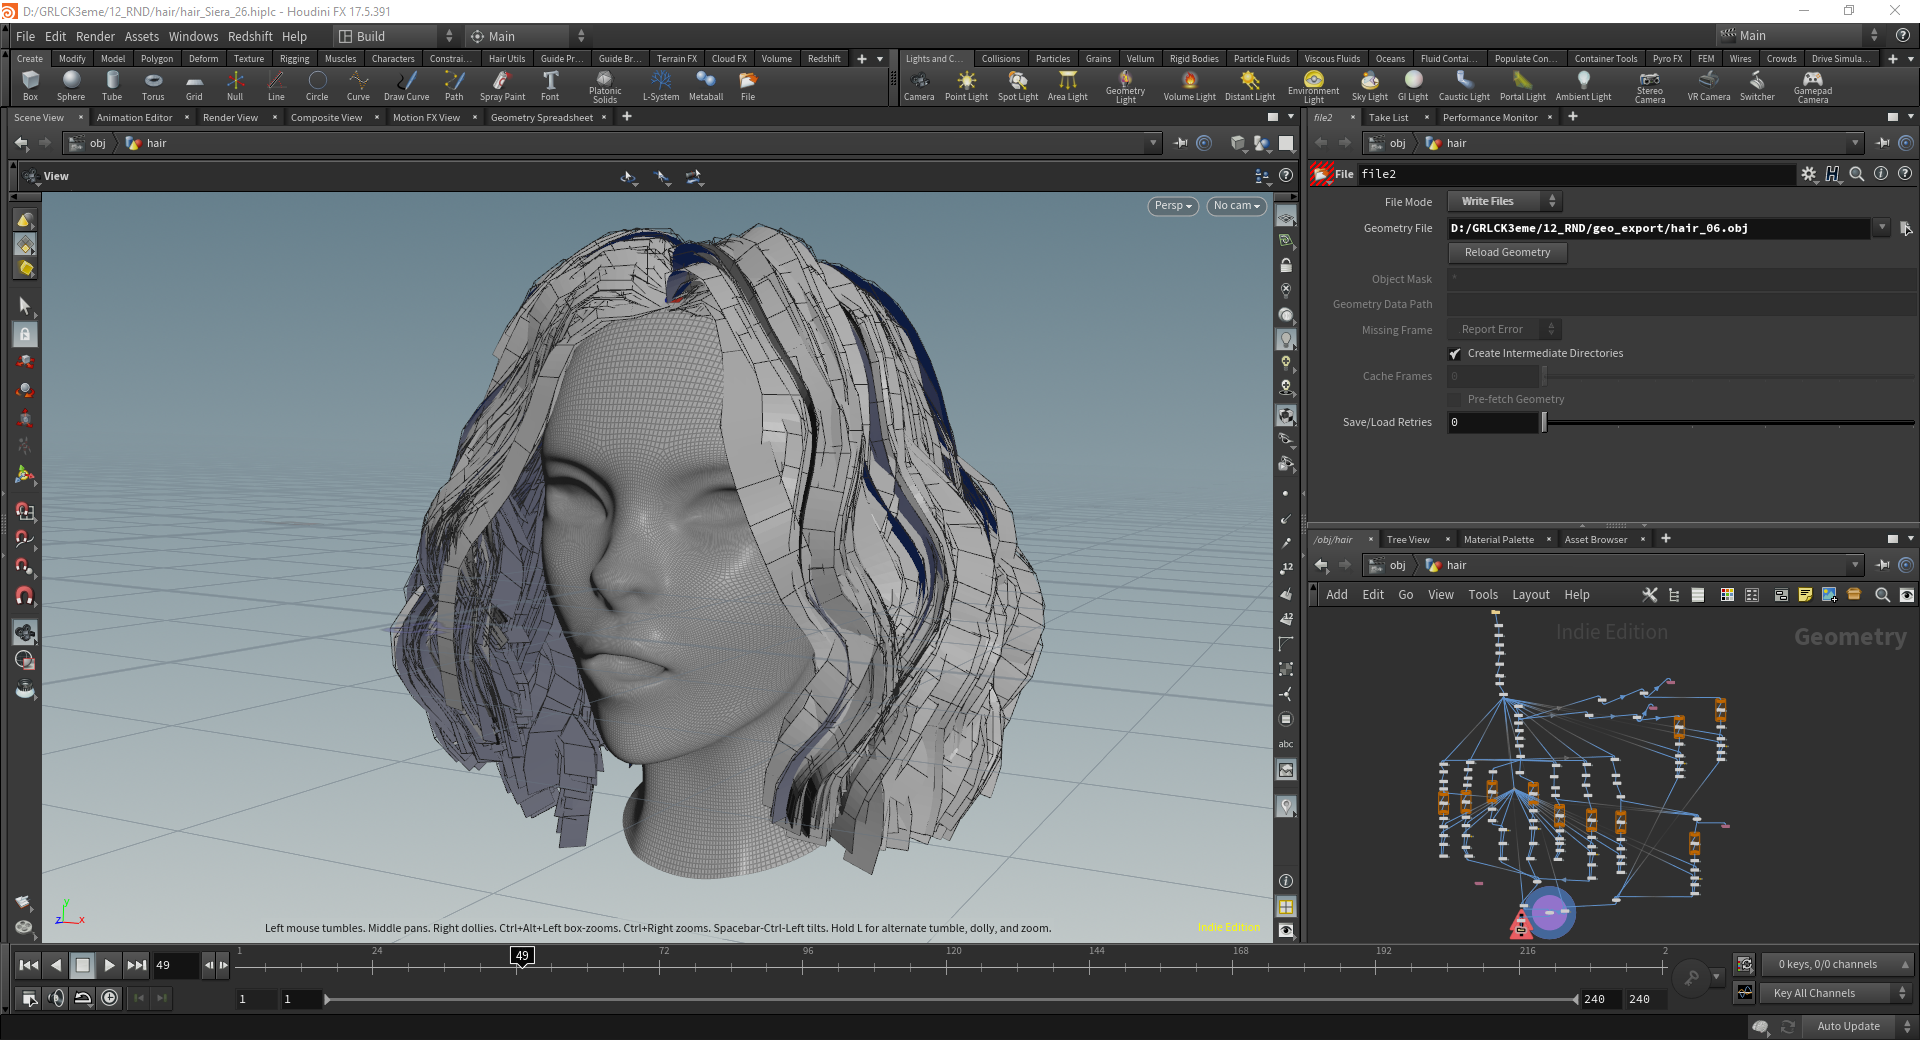 D:/GRLCK3eme/12_RND/hair/hair_Siera_26.hiplc - Houdini FX 17.5.391
File Edit Render Assets Windows Redshift Help Build Main Main
Create Modify Model Polygon Deform Texture Rigging Muscles Characters Constrai... Hair Utils Guide Pr... Guide Br... Terrain FX Cloud FX Volume Redshift
Lights and C... Collisions Particles Grains Vellum Rigid Bodies Particle Fluids Viscous Fluids Oceans Fluid Contai... Populate Con... Container Tools Pyro FX FEM Wires Crowds Drive Simula...
Box Sphere Tube Torus Grid Null Line Circle Curve Draw Curve Path Spray Paint Font Platonic Solids L-System Metaball File
Camera Point Light Spot Light Area Light Geometry Light Volume Light Distant Light Environment Light Sky Light GI Light Caustic Light Portal Light Ambient Light Stereo Camera VR Camera Switcher Gamepad Camera
Scene View Animation Editor Render View Composite View Motion FX View Geometry Spreadsheet
file2 Take List Performance Monitor
obj hair
obj hair
View
File file2
Persp No cam
File Mode Write Files
Geometry File D:/GRLCK3eme/12_RND/geo_export/hair_06.obj
Reload Geometry
Object Mask *
Geometry Data Path
Missing Frame Report Error
Create Intermediate Directories
Cache Frames 0
Pre-fetch Geometry
Save/Load Retries 0
/obj/hair Tree View Material Palette Asset Browser
obj hair
Add Edit Go View Tools Layout Help
Indie Edition Geometry
12
12
abc
y
z x
Left mouse tumbles. Middle pans. Right dollies. Ctrl+Alt+Left box-zooms. Ctrl+Right zooms. Spacebar-Ctrl-Left tilts. Hold L for alternate tumble, dolly, and zoom.
Indie Edition
49
1 24 49 72 96 120 144 168 192 216 2
0 keys, 0/0 channels
1 1 240 240
Key All Channels
Auto Update